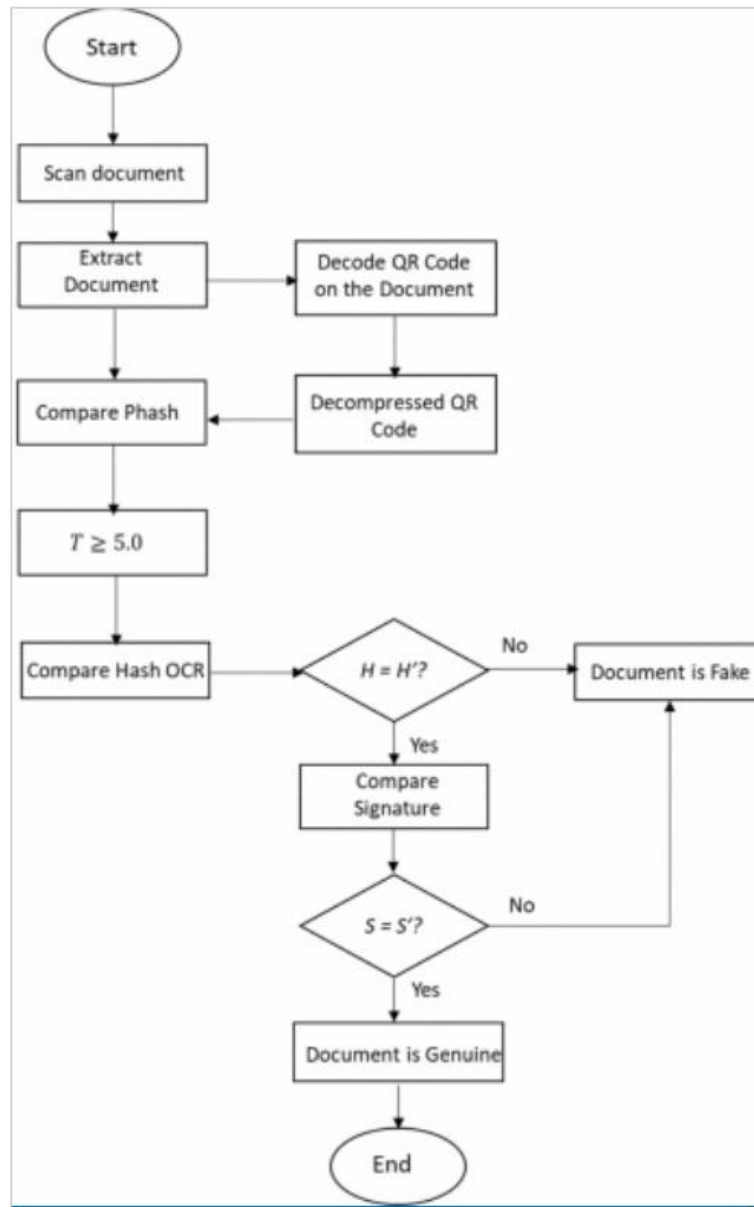 Start
Scan document
Extract
Document
Decode QR Code
on the Document
Compare Phash
Decompressed QR
Code
T ≥ 5.0
Compare Hash OCR
H = H'?
No
Document is Fake
Yes
Compare
Signature
S = S'?
No
Yes
Document is Genuine
End